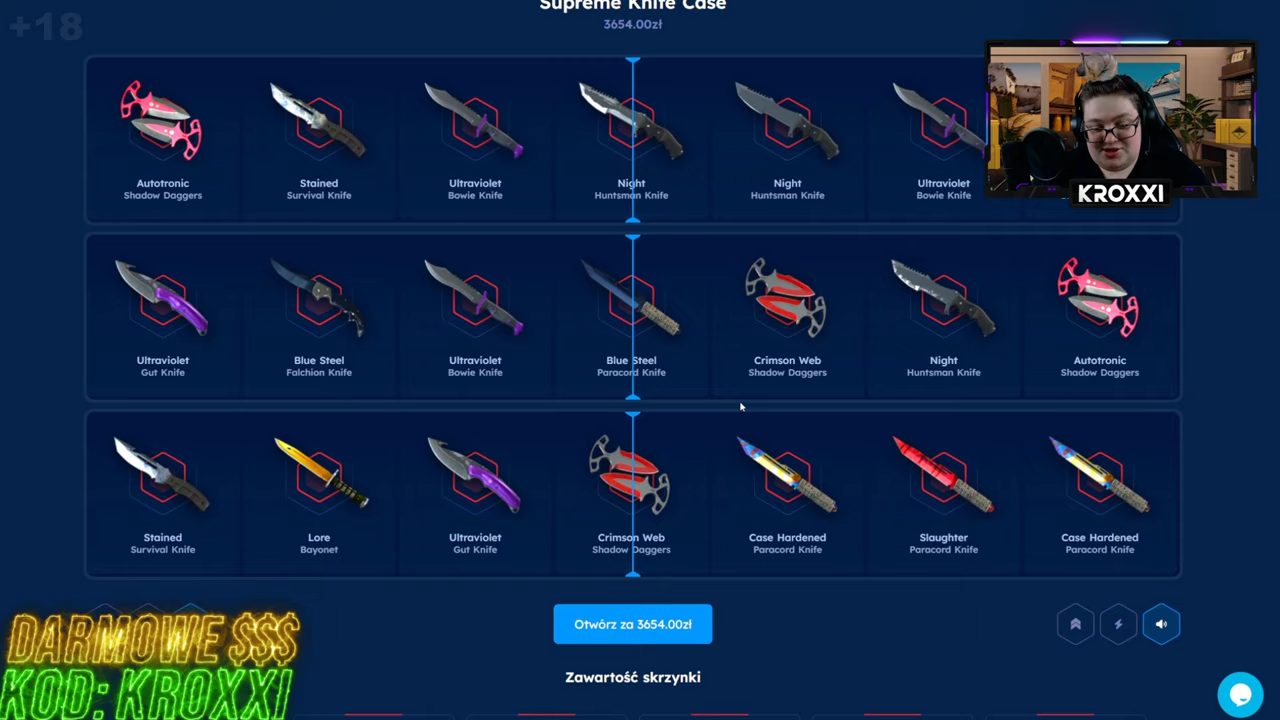 +18
Supreme Knife Case
3654.00zł
Autotronic
Shadow Daggers
Stained
Survival Knife
Ultraviolet
Bowie Knife
Night
Huntsman Knife
Night
Huntsman Knife
Ultraviolet
Bowie Knife
KROXXI
Ultraviolet
Gut Knife
Blue Steel
Falchion Knife
Ultraviolet
Bowie Knife
Blue Steel
Paracord Knife
Crimson Web
Shadow Daggers
Night
Huntsman Knife
Autotronic
Shadow Daggers
Stained
Survival Knife
Lore
Bayonet
Ultraviolet
Gut Knife
Crimson Web
Shadow Daggers
Case Hardened
Paracord Knife
Slaughter
Paracord Knife
Case Hardened
Paracord Knife
Otwórz za 3654.00zł
DARMOWE $$$
KOD: KROXXI
Zawartość skrzynki